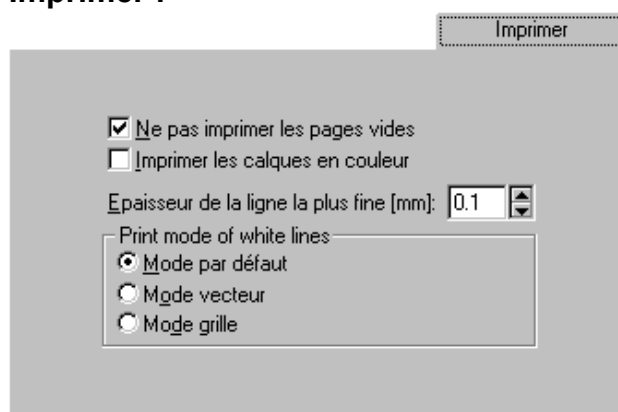 Imprimer
Ne pas imprimer les pages vides
Imprimer les calques en couleur
Epaisseur de la ligne la plus fine [mm]: 0.1
Print mode of white lines
Mode par défaut
Mode vecteur
Mode grille